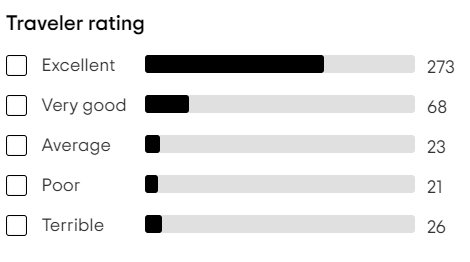 Traveler rating
Excellent 273
Very good 68
Average 23
Poor 21
Terrible 26